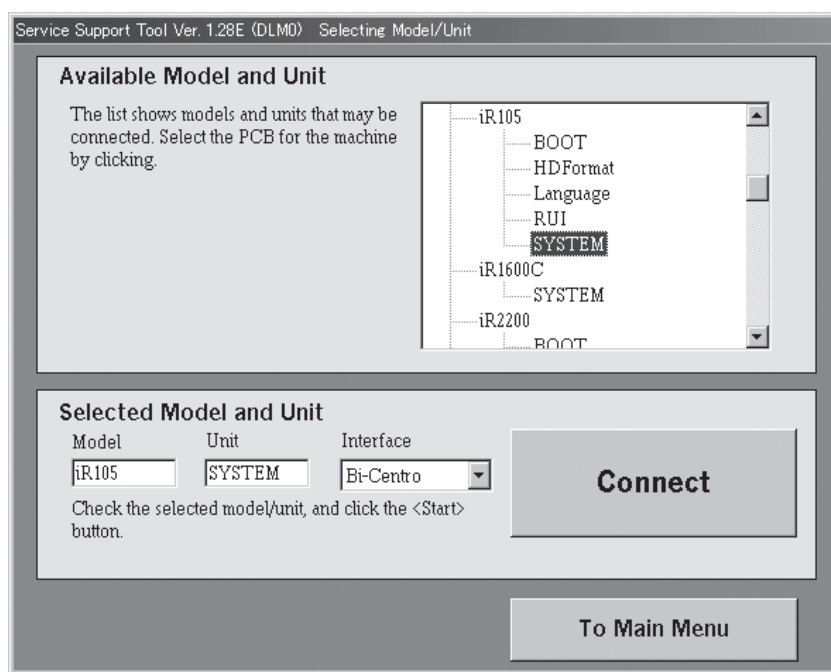 Service Support Tool Ver. 1.28E (DLM0) Selecting Model/Unit
Available Model and Unit
The list shows models and units that may be
connected. Select the PCB for the machine
by clicking.
iR105
BOOT
HDFormat
Language
RUI
SYSTEM
iR1600C
SYSTEM
iR2200
BOOT
Selected Model and Unit
Model Unit Interface
iR105 SYSTEM Bi-Centro
Check the selected model/unit, and click the <Start>
button.
Connect
To Main Menu